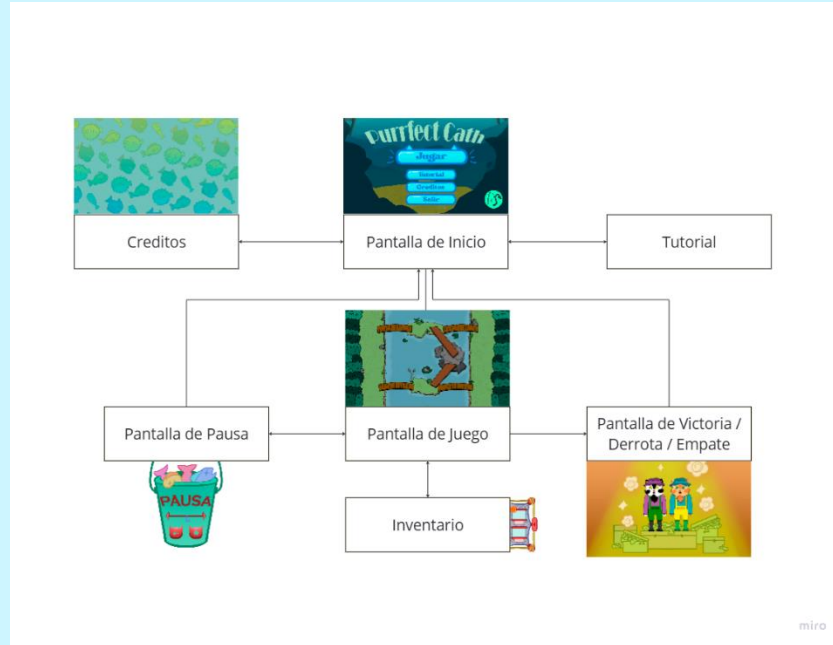 Purrfect Cath
Jugar
Tutorial
Creditos
Salir
Creditos
Pantalla de Inicio
Tutorial
Pantalla de Pausa
Pantalla de Juego
Pantalla de Victoria /
Derrota / Empate
PAUSA
Inventario
miro